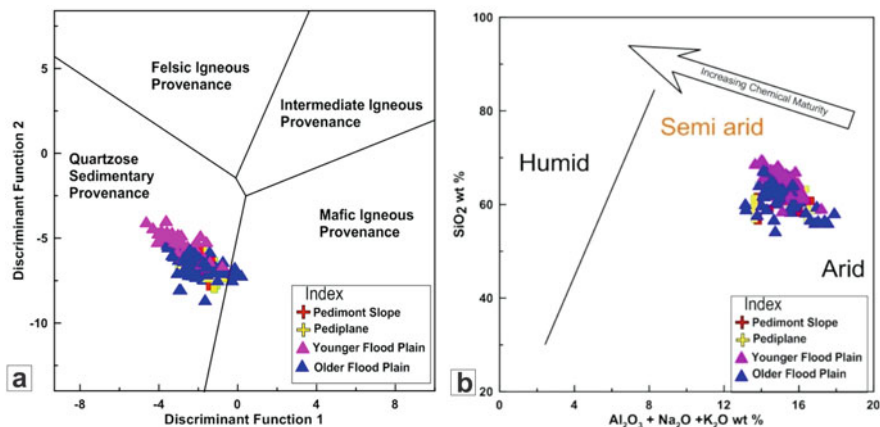 5
0
-5
-10
Discriminant Function 2
-8
-4
0
4
8
Discriminant Function 1
Felsic Igneous
Provenance
Intermediate Igneous
Provenance
Quartzose
Sedimentary
Provenance
Mafic Igneous
Provenance
Index
Pedimont Slope
Pediplane
Younger Flood Plain
Older Flood Plain
a
100
80
60
40
20
SiO2 wt %
0
4
8
12
16
20
Al2O3 + Na2O +K2O wt %
Increasing Chemical Maturity
Semi arid
Humid
Arid
Index
Pedimont Slope
Pediplane
Younger Flood Plain
Older Flood Plain
b